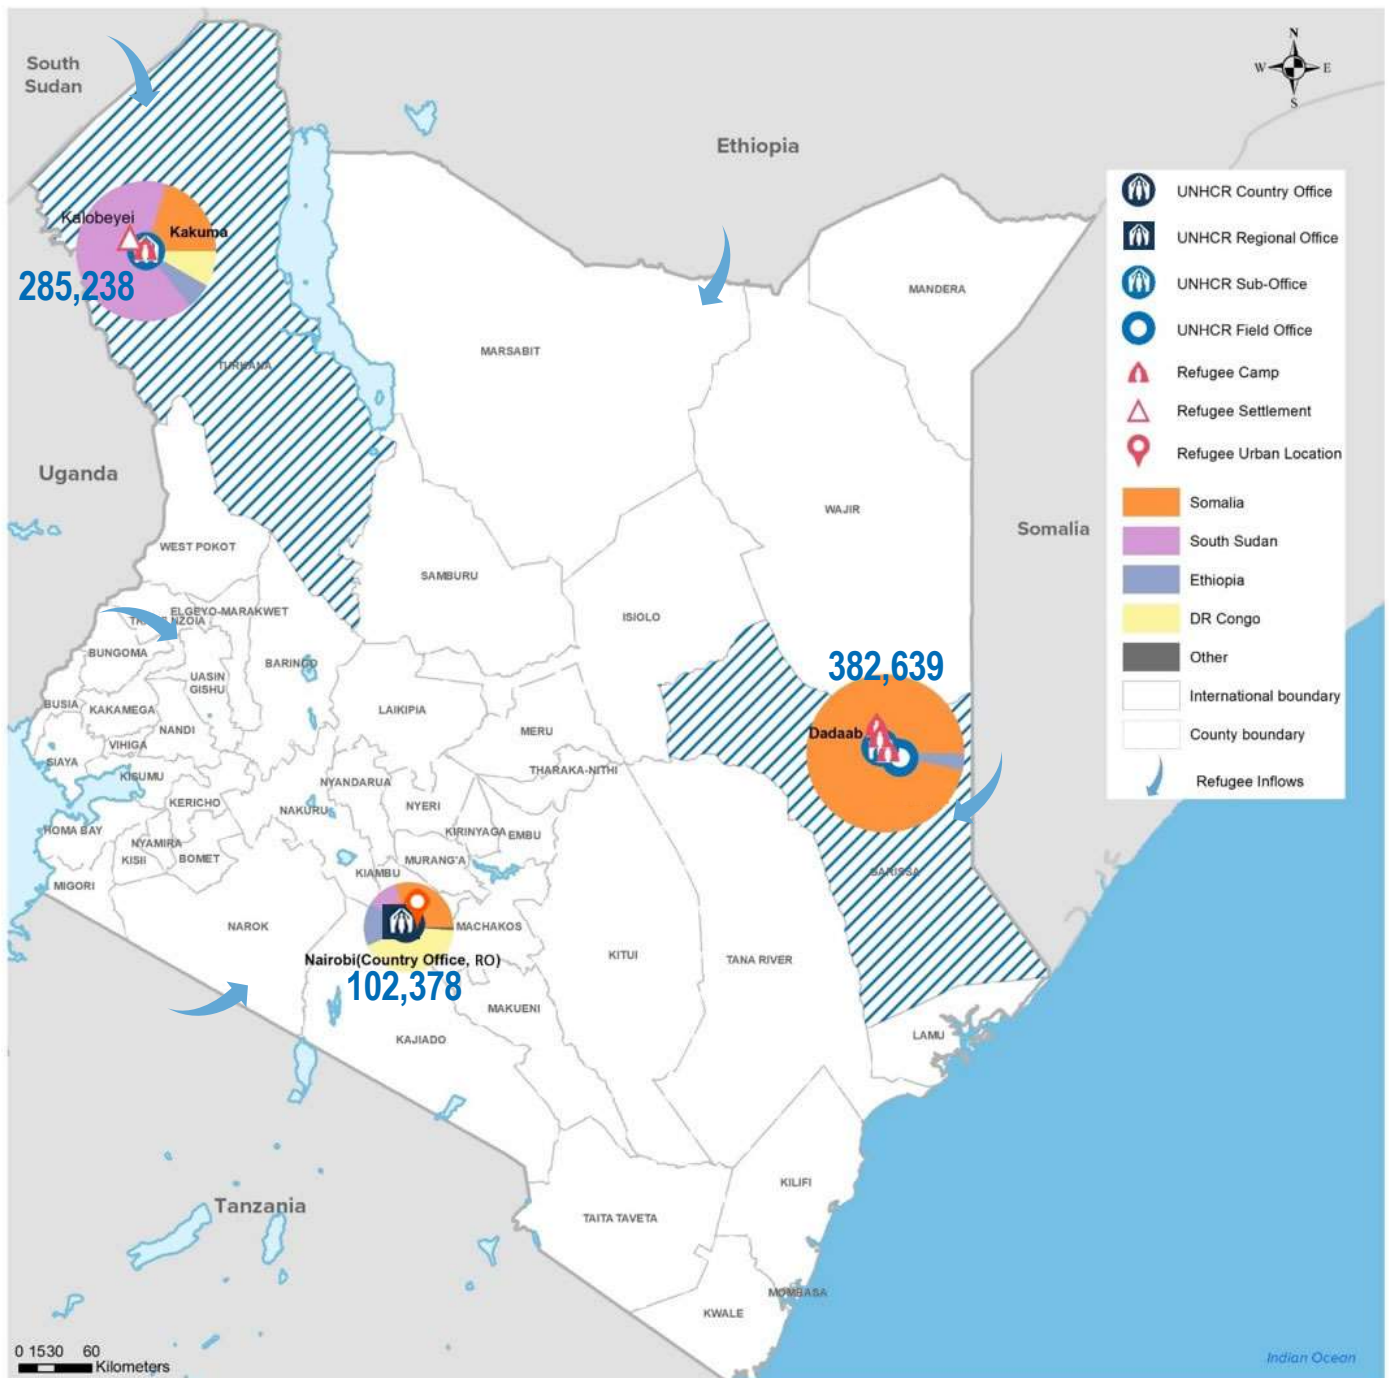 N
W
E
S
South
Sudan
Ethiopia
UNHCR Country Office
UNHCR Regional Office
UNHCR Sub-Office
UNHCR Field Office
Refugee Camp
Refugee Settlement
Refugee Urban Location
Somalia
South Sudan
Ethiopia
DR Congo
Other
International boundary
County boundary
Refugee Inflows
Kalobeyei
Kakuma
285,238
MANDERA
MARSABIT
TURKANA
Uganda
WAJIR
Somalia
WEST POKOT
SAMBURU
ISIOLO
ELGEYO-MARAKWET
TRANS NZOIA
BUNGOMA
BARINGO
UASIN
GISHU
382,639
BUSIA
KAKAMEGA
LAIKIPIA
NANDI
MERU
Dadaab
VIHIGA
SIAYA
KISUMU
THARAKA-NITHI
NYANDARUA
KERICHO
NAKURU
NYERI
HOMA BAY
KIRINYAGA
EMBU
NYAMIRA
KISII
BOMET
MURANG'A
KIAMBU
GARISSA
MIGORI
NAROK
MACHAKOS
KITUI
TANA RIVER
Nairobi(Country Office, RO)
102,378
MAKUENI
KAJIADO
LAMU
Tanzania
KILIFI
TAITA TAVETA
MOMBASA
KWALE
0 1530 60
Kilometers
Indian Ocean